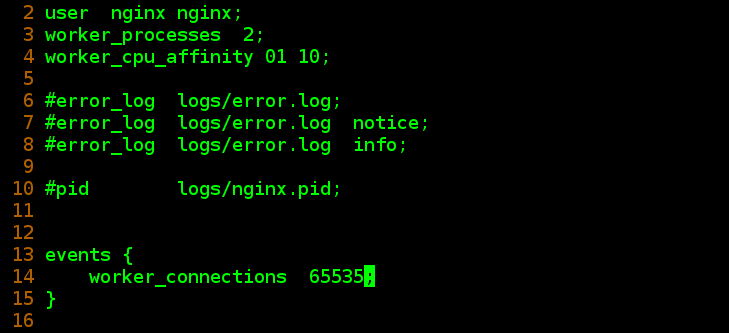 2 user  nginx nginx;
3 worker_processes  2;
4 worker_cpu_affinity 01 10;
5
6 #error_log  logs/error.log;
7 #error_log  logs/error.log  notice;
8 #error_log  logs/error.log  info;
9
10 #pid        logs/nginx.pid;
11
12
13 events {
14     worker_connections  65535;
15 }
16